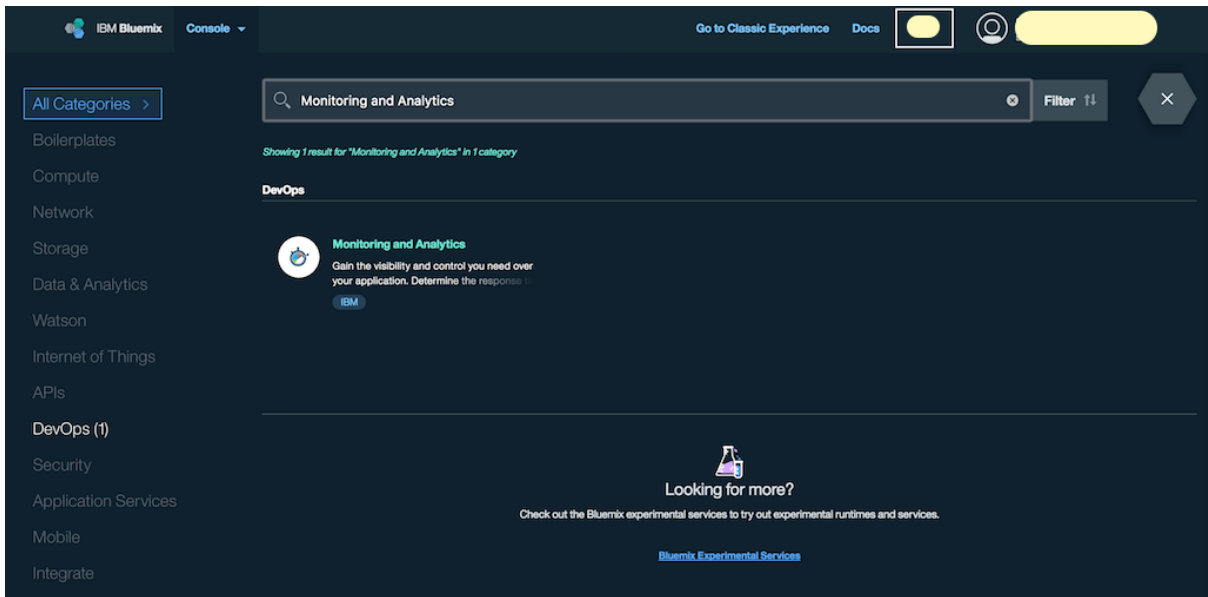 IBM Bluemix Console Go to Classic Experience Docs
All Categories >
Boilerplates
Compute
Network
Storage
Data & Analytics
Watson
Internet of Things
APIs
DevOps (1)
Security
Application Services
Mobile
Integrate
Monitoring and Analytics
Filter
Showing 1 result for "Monitoring and Analytics" in 1 category
DevOps
Monitoring and Analytics
Gain the visibility and control you need over
your application. Determine the response
IBM
Looking for more?
Check out the Bluemix experimental services to try out experimental runtimes and services.
Bluemix Experimental Services